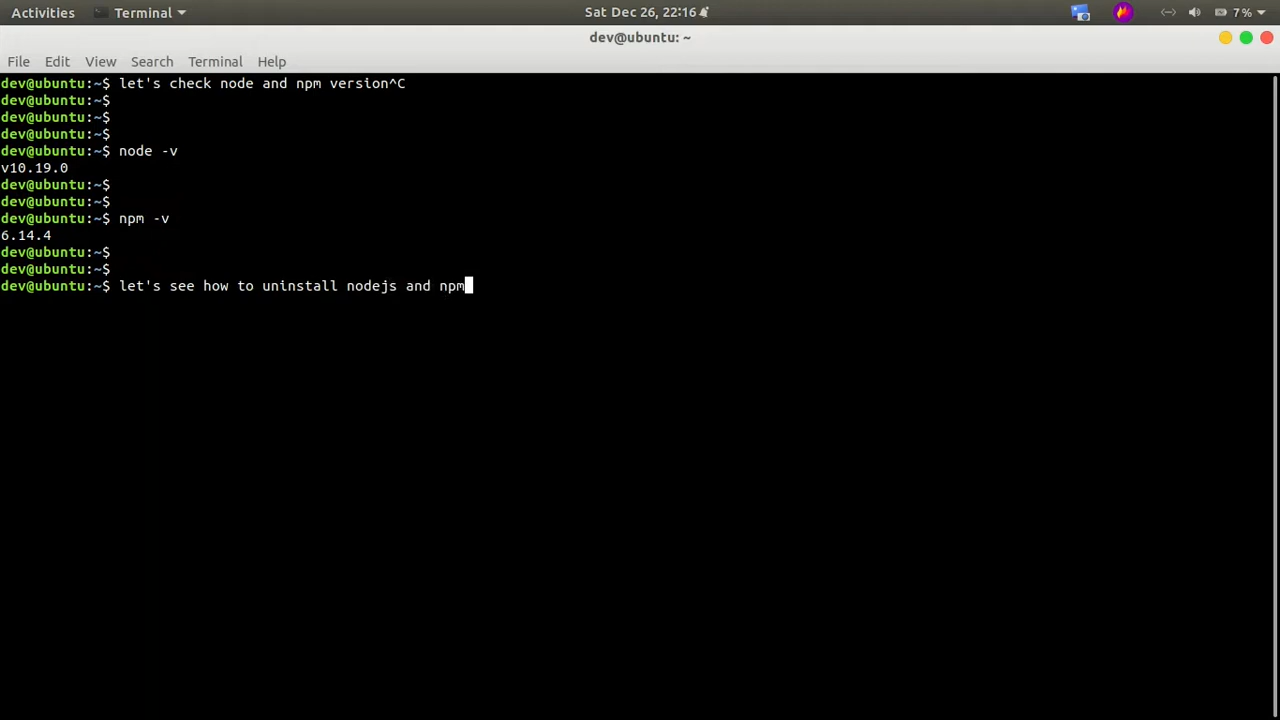 Activities Terminal Sat Dec 26, 22:16 7%
dev@ubuntu: ~
File Edit View Search Terminal Help
dev@ubuntu:~$ let's check node and npm version^C
dev@ubuntu:~$
dev@ubuntu:~$
dev@ubuntu:~$
dev@ubuntu:~$ node -v
v10.19.0
dev@ubuntu:~$
dev@ubuntu:~$
dev@ubuntu:~$ npm -v
6.14.4
dev@ubuntu:~$
dev@ubuntu:~$
dev@ubuntu:~$ let's see how to uninstall nodejs and npm